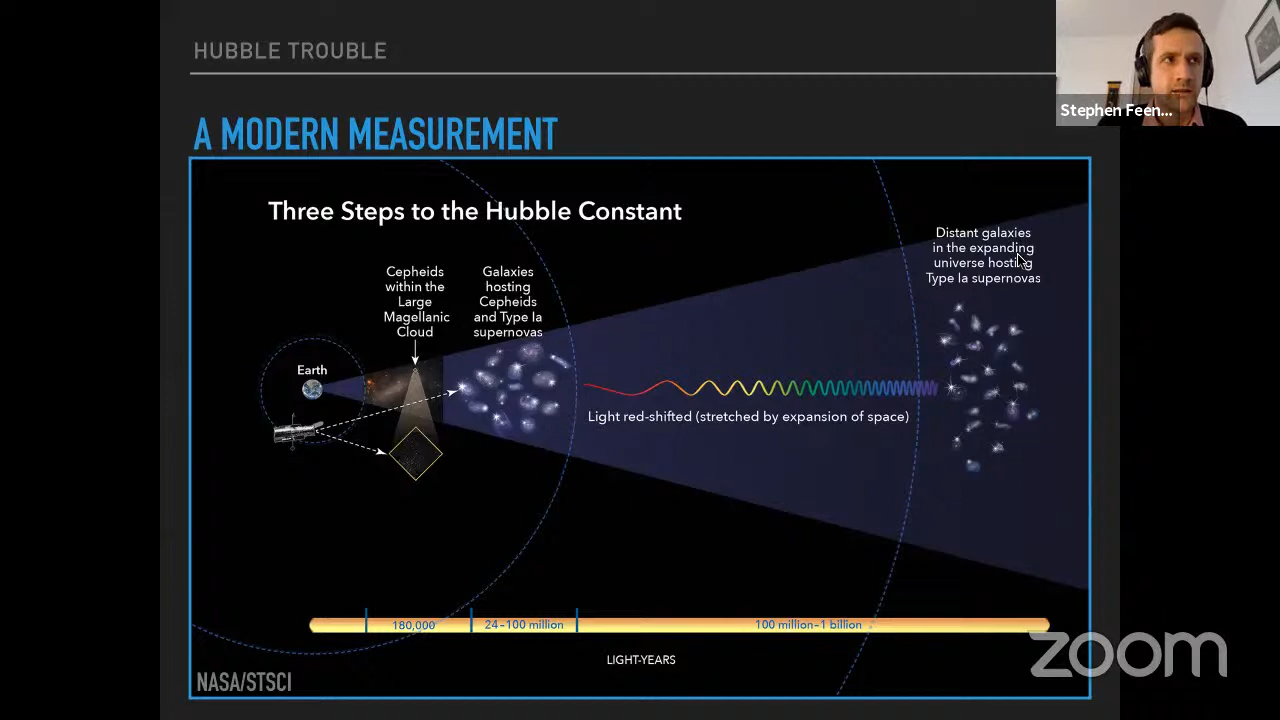 HUBBLE TROUBLE
Stephen Feen...
A MODERN MEASUREMENT
Three Steps to the Hubble Constant
Distant galaxies
in the expanding
universe hosting
Type Ia supernovas
Cepheids
within the
Large
Magellanic
Cloud
Galaxies
hosting
Cepheids
and Type Ia
supernovas
Earth
Light red-shifted (stretched by expansion of space)
180,000
24–100 million
100 million–1 billion
LIGHT-YEARS
NASA/STSCI
zoom